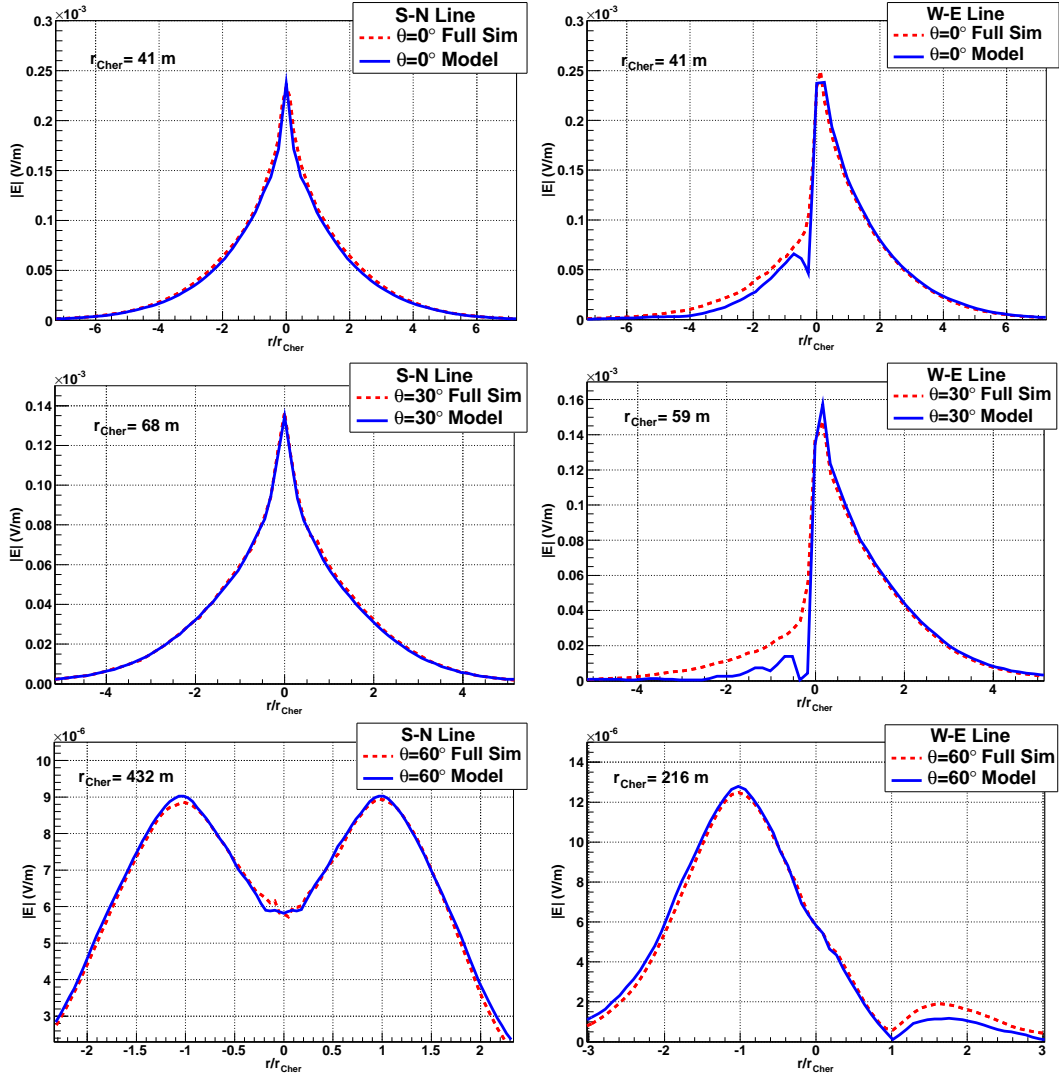 ×10⁻³
S-N Line
θ=0° Full Sim
θ=0° Model
r_Cher = 41 m
|E| (V/m)
0.3
0.25
0.2
0.15
0.1
0.05
0
-6 -4 -2 0 2 4 6
r/r_Cher
×10⁻³
W-E Line
θ=0° Full Sim
θ=0° Model
r_Cher = 41 m
|E| (V/m)
0.3
0.25
0.2
0.15
0.1
0.05
0
-6 -4 -2 0 2 4 6
r/r_Cher
×10⁻³
S-N Line
θ=30° Full Sim
θ=30° Model
r_Cher = 68 m
|E| (V/m)
0.14
0.12
0.10
0.08
0.06
0.04
0.02
0.00
-4 -2 0 2 4
r/r_Cher
×10⁻³
W-E Line
θ=30° Full Sim
θ=30° Model
r_Cher = 59 m
|E| (V/m)
0.16
0.14
0.12
0.1
0.08
0.06
0.04
0.02
0
-4 -2 0 2 4
r/r_Cher
×10⁻⁶
S-N Line
θ=60° Full Sim
θ=60° Model
r_Cher = 432 m
|E| (V/m)
10
9
8
7
6
5
4
3
-2 -1.5 -1 -0.5 0 0.5 1 1.5 2
r/r_Cher
×10⁻⁶
W-E Line
θ=60° Full Sim
θ=60° Model
r_Cher = 216 m
|E| (V/m)
14
12
10
8
6
4
2
0
-3 -2 -1 0 1 2 3
r/r_Cher